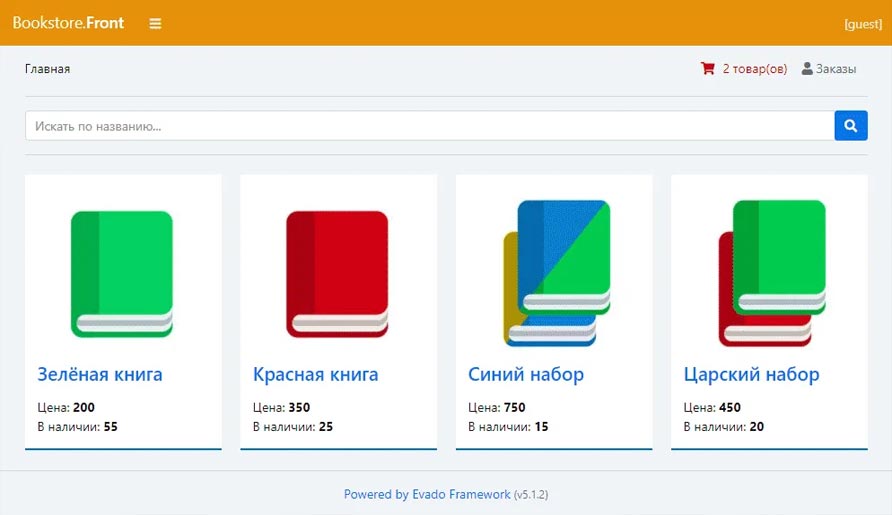 Bookstore.Front
[guest]
Главная
2 товар(ов)
Заказы
Искать по названию...
Зелёная книга
Цена: 200
В наличии: 55
Красная книга
Цена: 350
В наличии: 25
Синий набор
Цена: 750
В наличии: 15
Царский набор
Цена: 450
В наличии: 20
Powered by Evado Framework (v5.1.2)